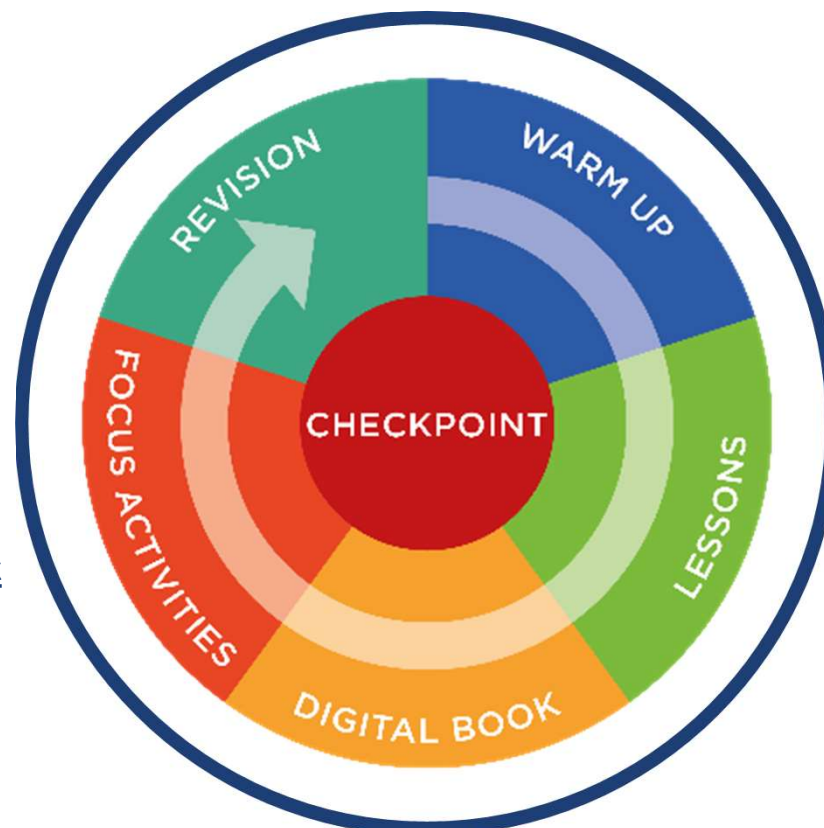 WARM UP
LESSONS
DIGITAL BOOK
FOCUS ACTIVITIES
REVISION
CHECKPOINT